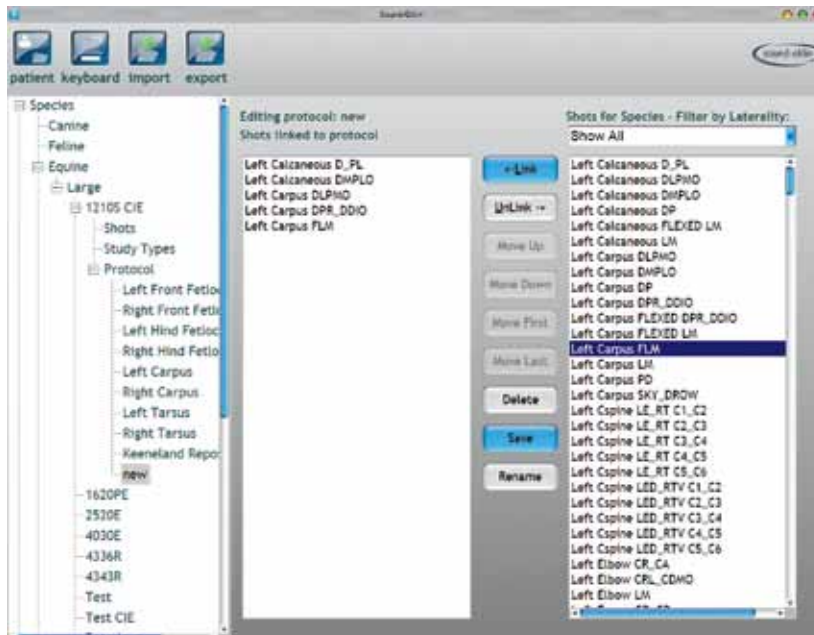 patient keyboard import export
Species
Canine
Feline
Equine
Large
1210S CIE
Shots
Study Types
Protocol
Left Front Fetlo
Right Front Fetl
Left Hind Fetloc
Right Hind Fetlo
Left Carpus
Right Carpus
Left Tarsus
Right Tarsus
Keeneland Repo
new
1620PE
2520E
4030E
4336R
4343R
Test
Test CIE
Editing protocol: new
Shots linked to protocol
Left Calcaneous D_PL
Left Calcaneous DMPLO
Left Carpus DLPMO
Left Carpus DPR_DDIO
Left Carpus FLM
<-Link
UnLink ->
Move Up
Move Down
Move First
Move Last
Delete
Save
Rename
Shots for Species - Filter by Laterality:
Show All
Left Calcaneous D_PL
Left Calcaneous DLPMO
Left Calcaneous DMPLO
Left Calcaneous DP
Left Calcaneous FLEXED LM
Left Calcaneous LM
Left Carpus DLPMO
Left Carpus DMPLO
Left Carpus DP
Left Carpus DPR_DDIO
Left Carpus FLEXED DPR_DDIO
Left Carpus FLEXED LM
Left Carpus FLM
Left Carpus LM
Left Carpus PD
Left Carpus SKY_DROW
Left Cspine LE_RT C1_C2
Left Cspine LE_RT C2_C3
Left Cspine LE_RT C3_C4
Left Cspine LE_RT C4_C5
Left Cspine LE_RT C5_C6
Left Cspine LED_RTV C1_C2
Left Cspine LED_RTV C2_C3
Left Cspine LED_RTV C3_C4
Left Cspine LED_RTV C4_C5
Left Cspine LED_RTV C5_C6
Left Elbow CR_CA
Left Elbow CRL_CDMO
Left Elbow LM